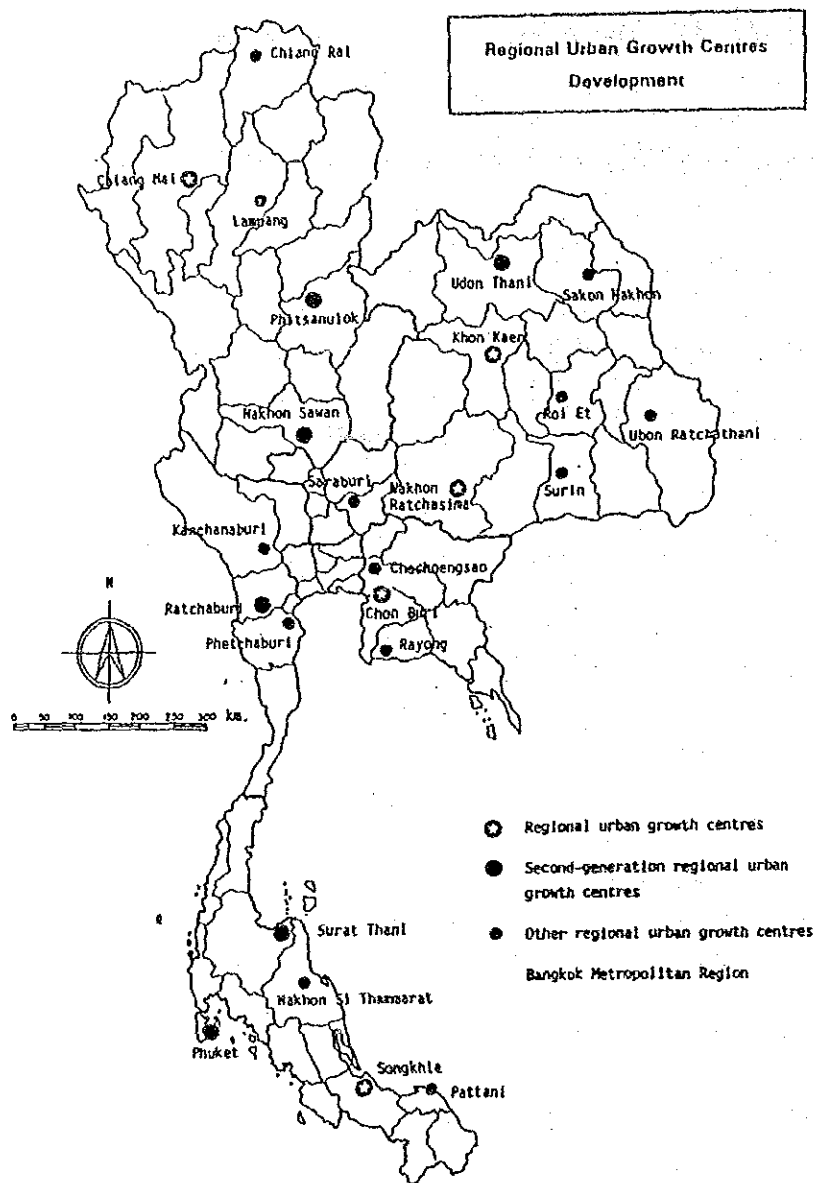 Regional Urban Growth Centres
Development
Chiang Rai
Chiang Mai
Lampang
Udon Thani
Sakon Nakhon
Phitsanulok
Khon Kaen
Nakhon Sawan
Roi Et
Ubon Ratchathani
Saraburi
Nakhon
Ratchasima
Surin
Kanchanaburi
Chachoengsao
N
Ratchaburi
Chon Buri
Phetchaburi
Rayong
0 50 100 150 200 250 300 km.
Regional urban growth centres
Second-generation regional urban
growth centres
Surat Thani
Other regional urban growth centres
Nakhon Si Thammarat
Bangkok Metropolitan Region
Phuket
Songkhla
Pattani